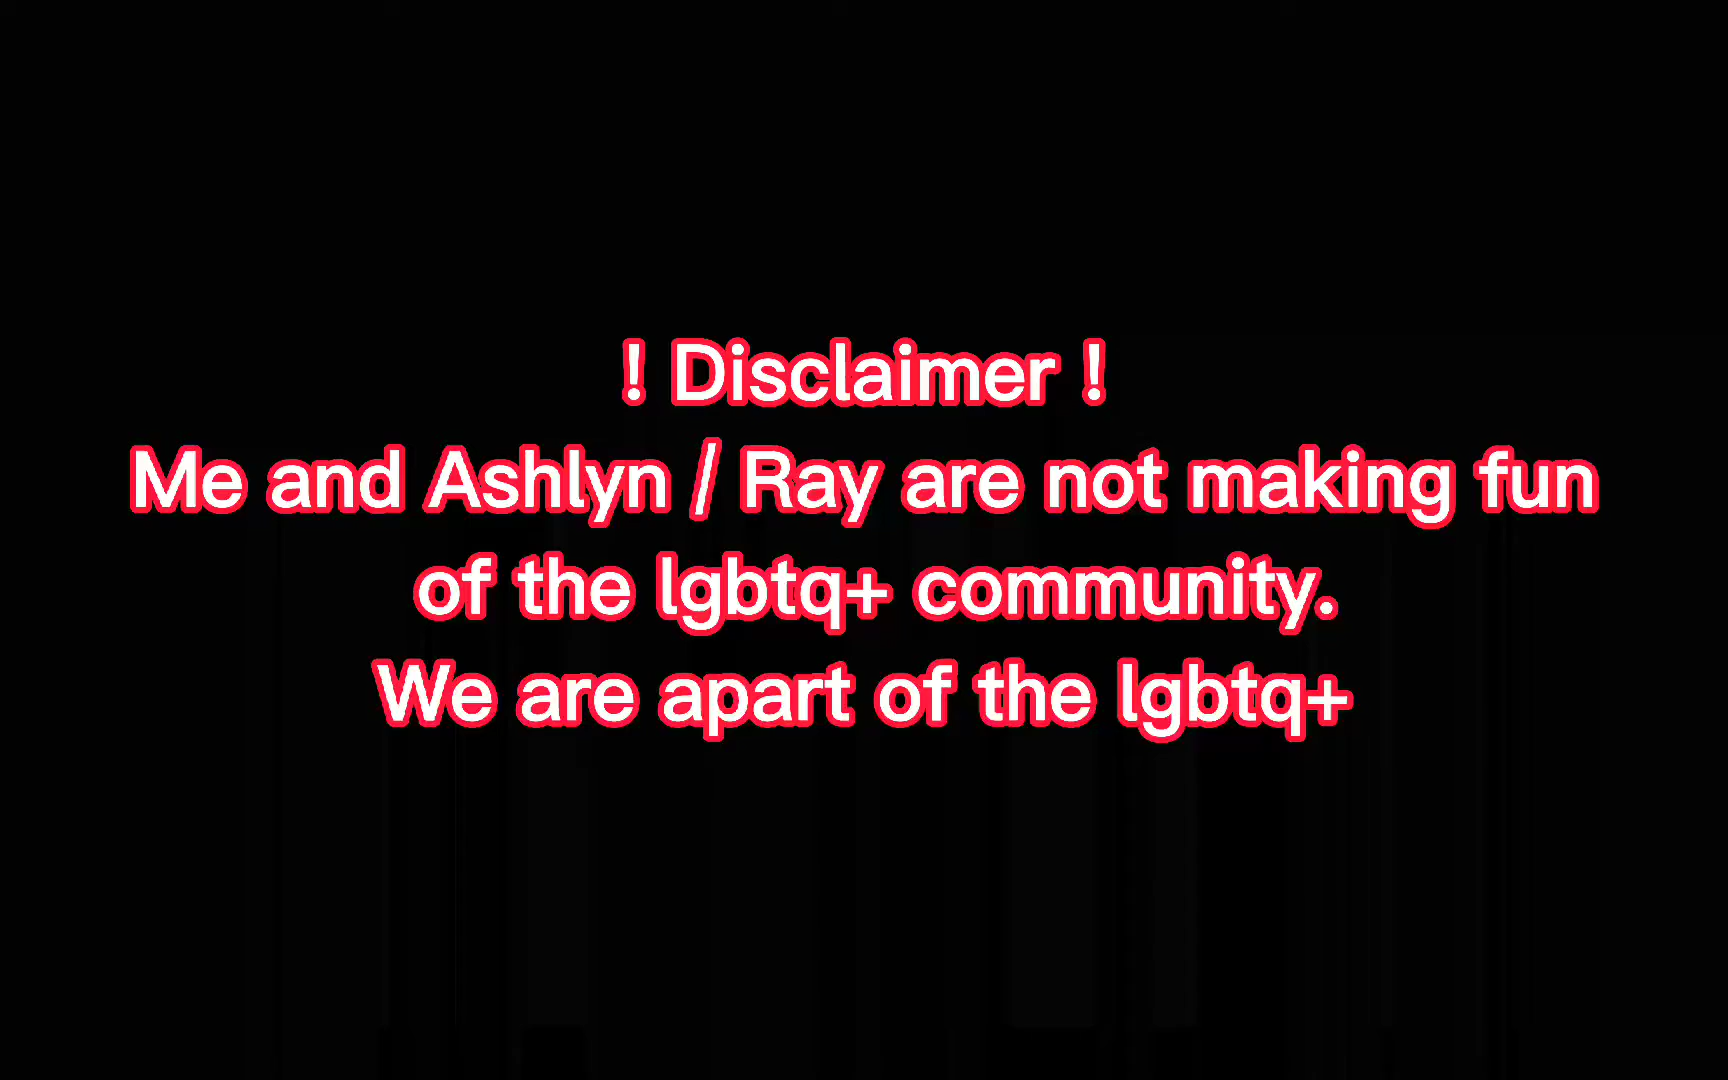 ! Disclaimer !
Me and Ashlyn / Ray are not making fun
of the lgbtq+ community.
We are apart of the lgbtq+